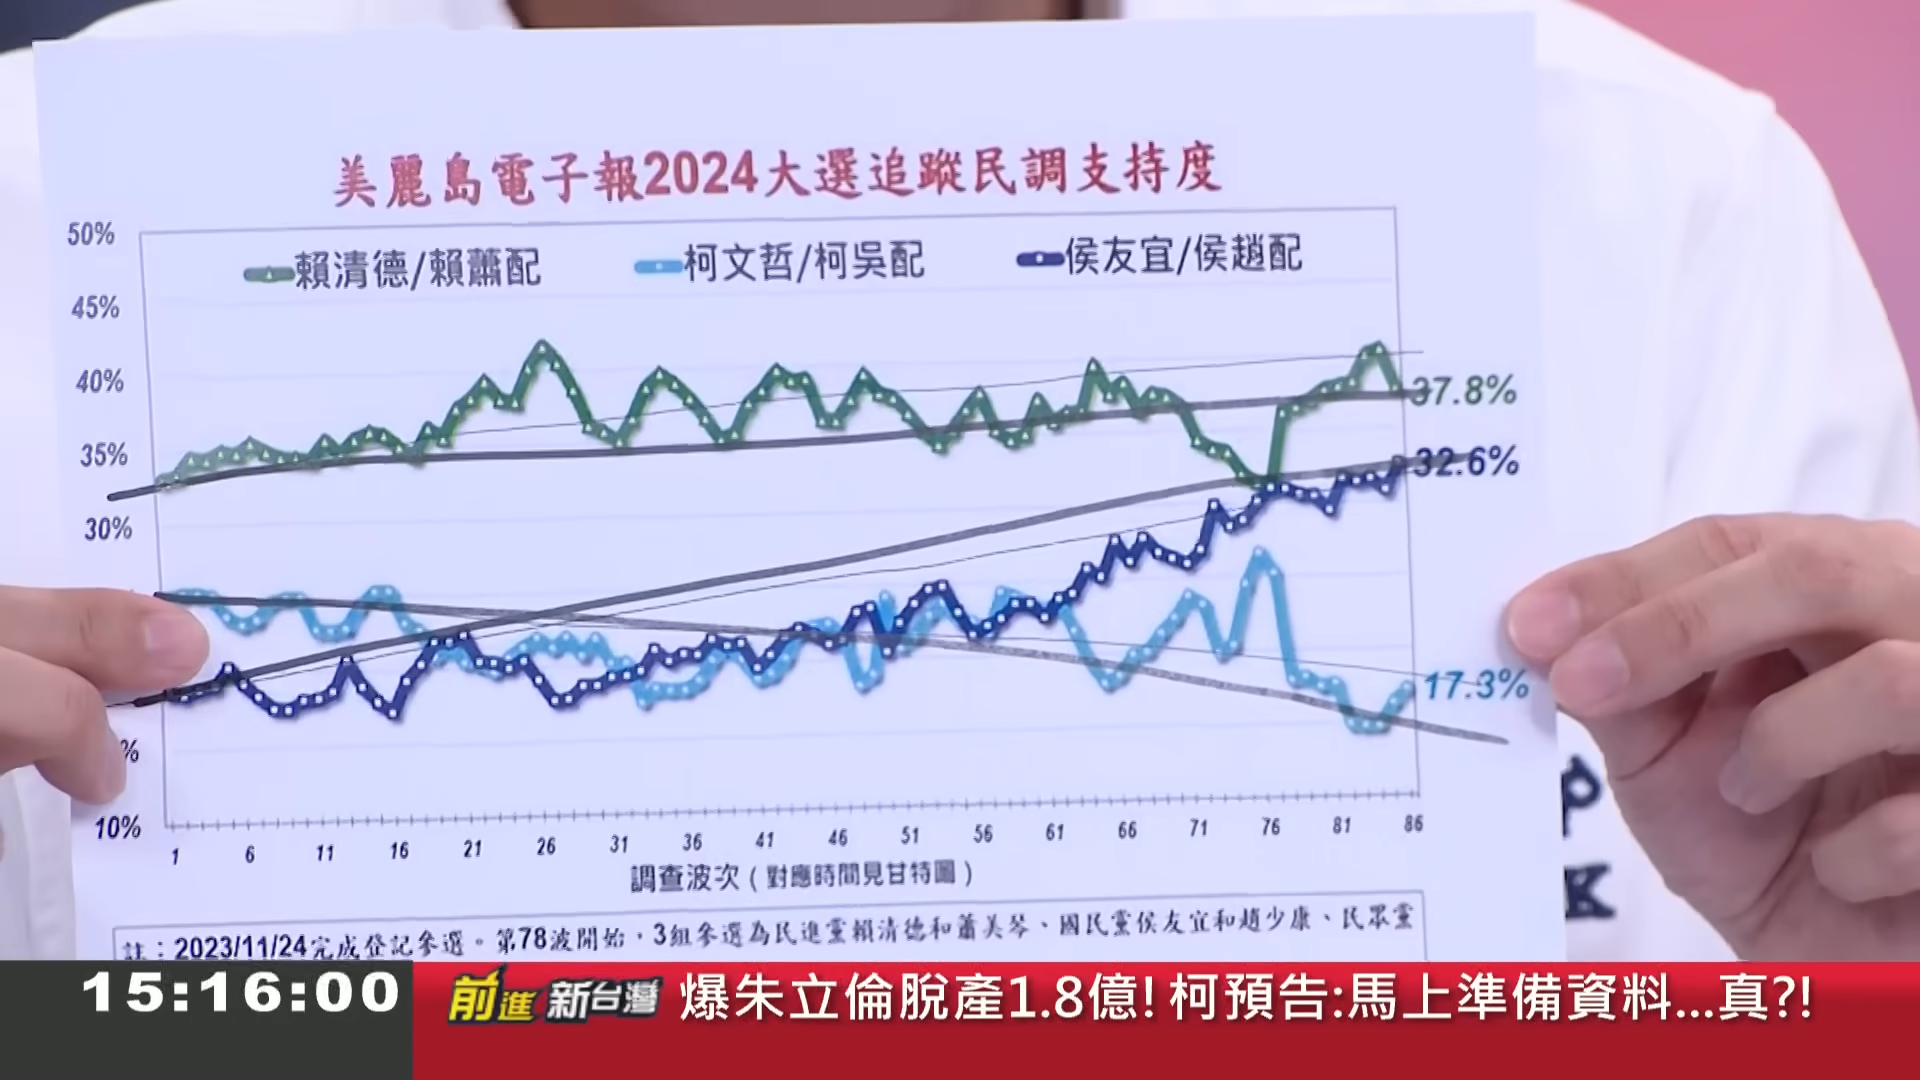 美麗島電子報2024大選追蹤民調支持度
賴清德/賴蕭配 柯文哲/柯吳配 侯友宜/侯趙配
50%
45%
40%
35%
30%
%
10%
37.8%
32.6%
17.3%
1 6 11 16 21 26 31 36 41 46 51 56 61 66 71 76 81 86
調查波次(對應時間見甘特圖)
註:2023/11/24完成登記參選。第78波開始,3組參選為民進黨賴清德和蕭美琴、國民黨侯友宜和趙少康、民眾黨
P
K
15:16:00 前進新台灣 爆朱立倫脫產1.8億!柯預告:馬上準備資料...真?!